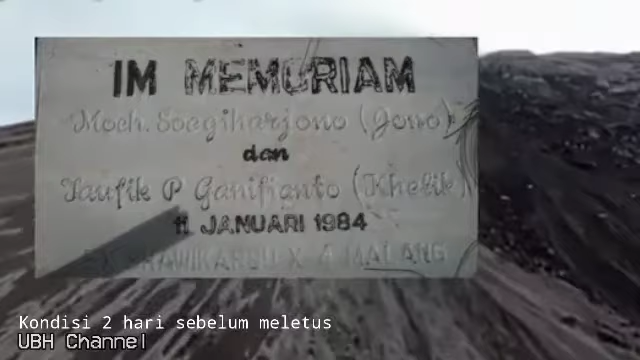 IM MEMORIAM
Moch. Soegiharjono (Jono)
dan
Taufik P Ganifianto (Khelik)
11 JANUARI 1984
X 4 MALANG
Kondisi 2 hari sebelum meletus
UBH Channel